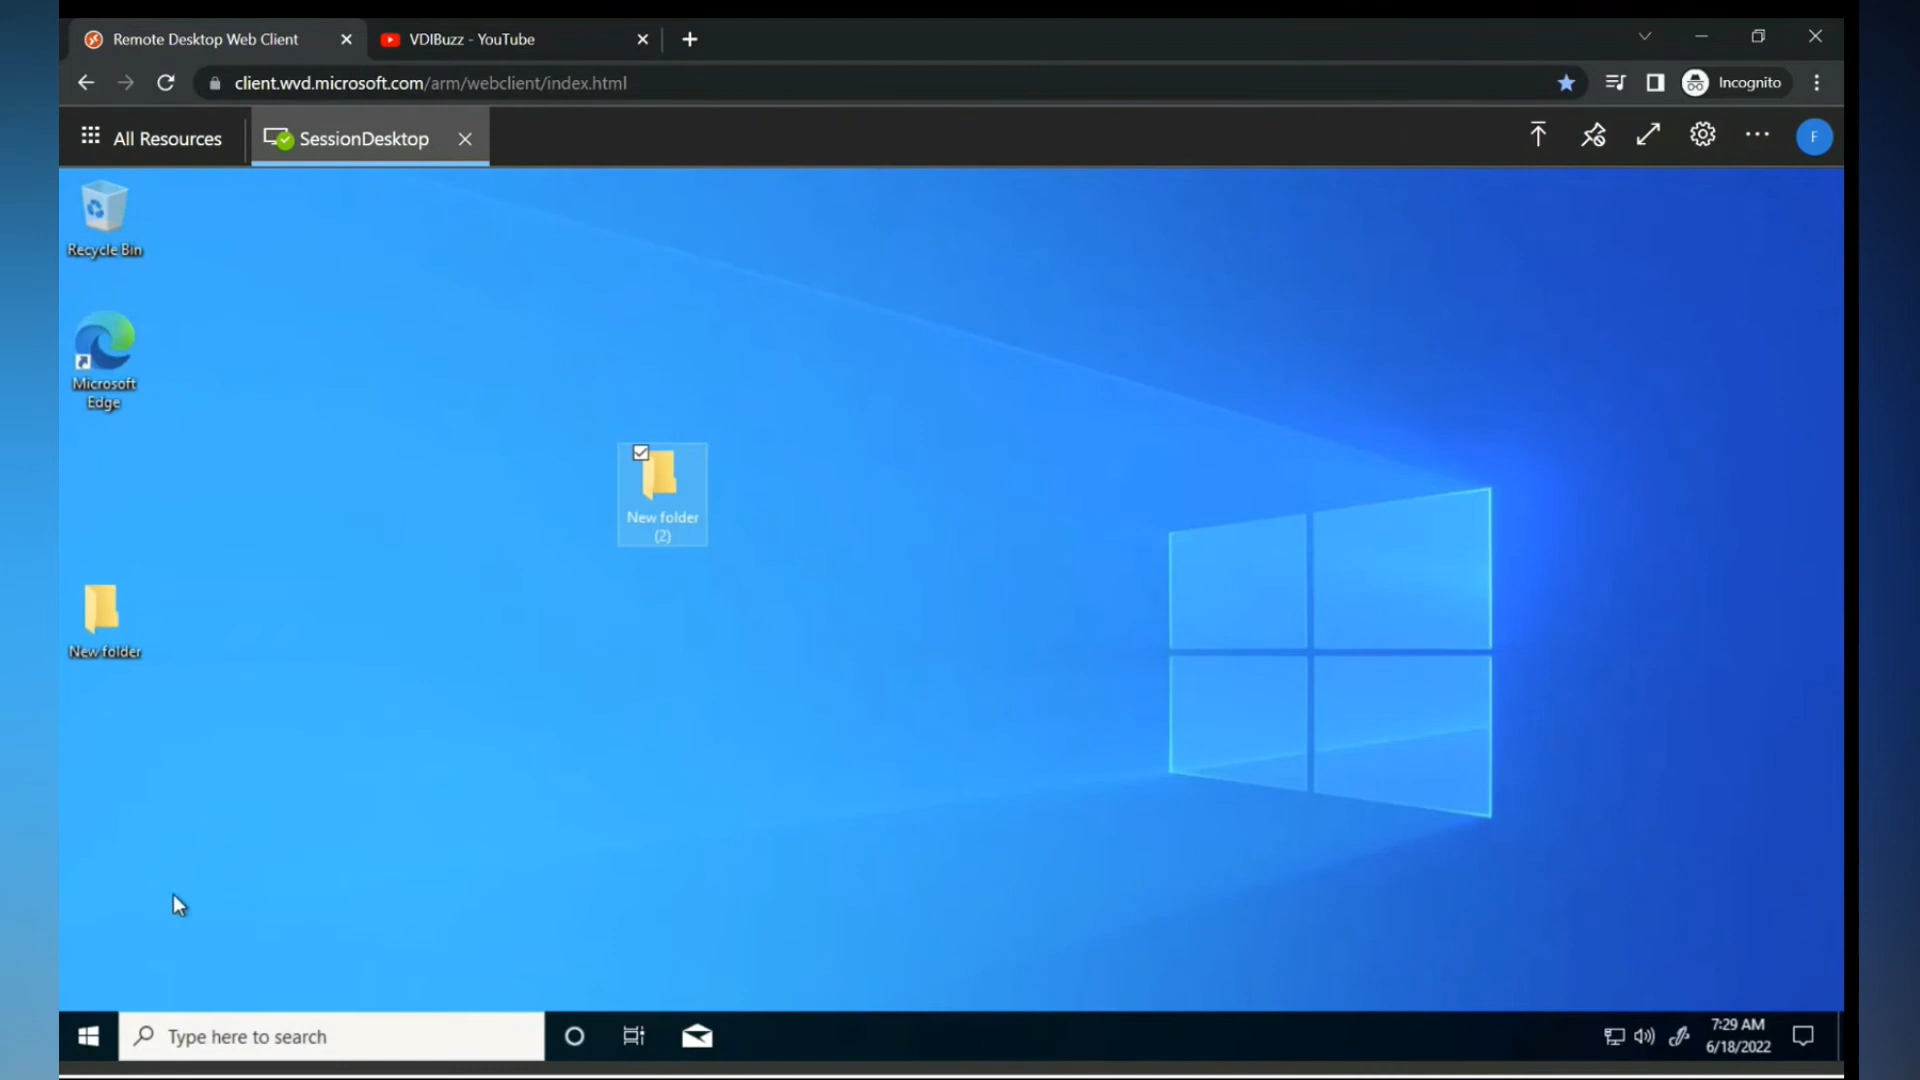 Remote Desktop Web Client
VDIBuzz - YouTube
client.wvd.microsoft.com/arm/webclient/index.html
Incognito
All Resources
SessionDesktop
F
Recycle Bin
Microsoft
Edge
New folder
(2)
New folder
Type here to search
7:29 AM
6/18/2022